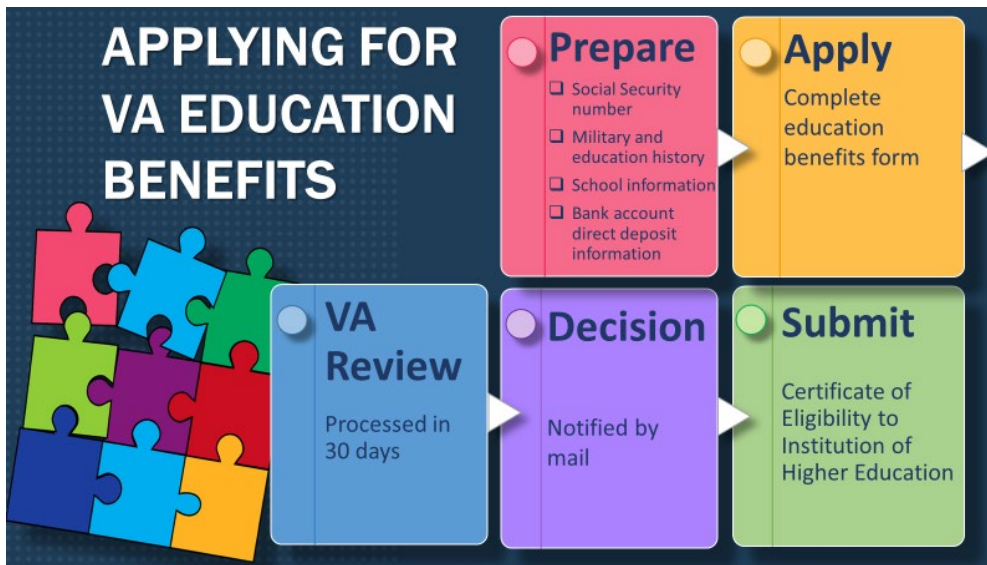 APPLYING FOR
VA EDUCATION
BENEFITS
Prepare
❑ Social Security
number
❑ Military and
education history
❑ School information
❑ Bank account
direct deposit
information
Apply
Complete
education
benefits form
VA
Review
Processed in
30 days
Decision
Notified by
mail
Submit
Certificate of
Eligibility to
Institution of
Higher Education